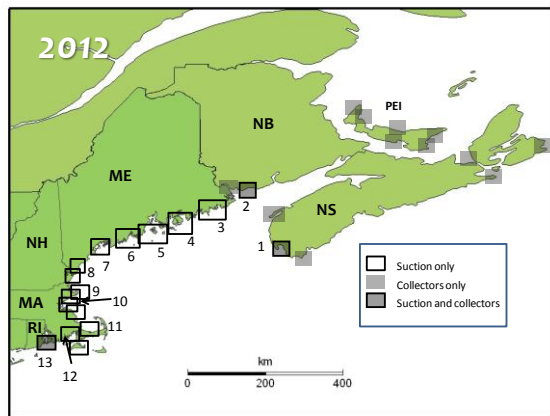 2012
PEI
NB
ME
NS
NH
MA
RI
1
2
3
4
5
6
7
8
9
10
11
12
13
Suction only
Collectors only
Suction and collectors
km
0 200 400